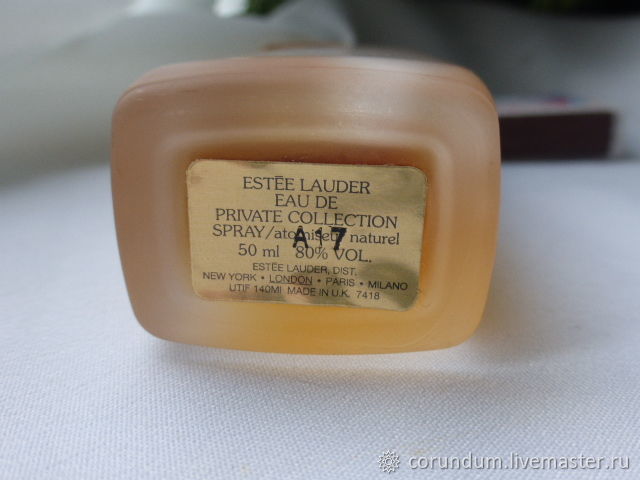 ESTĒE LAUDER
EAU DE
PRIVATE COLLECTION
SPRAY/atomiseur naturel
A17
50 ml 80% VOL.
ESTÉE LAUDER, DIST.
NEW YORK • LONDON • PARIS • MILANO
UTIF 140MI MADE IN U.K. 7418
corundum.livemaster.ru